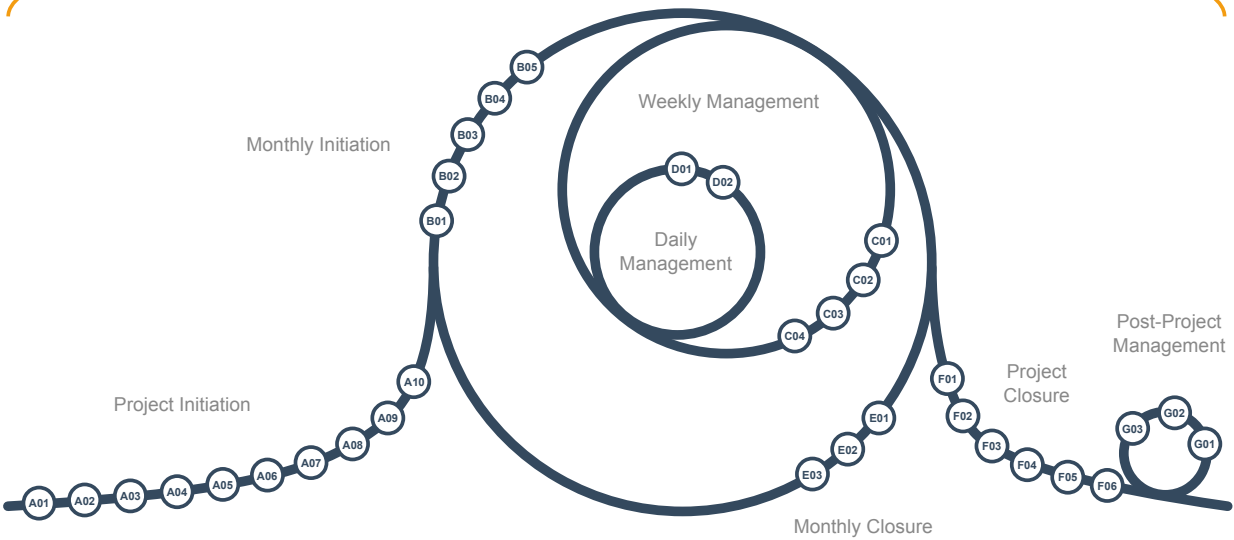 B05
B04
Weekly Management
B03
Monthly Initiation
D01
B02
D02
B01
C01
Daily
Management
C02
C03
C04
Post-Project
Management
A10
F01
Project
Closure
Project Initiation
A09
E01
F02
G03
G02
G01
A08
E02
F03
A07
F04
A06
E03
F05
A05
F06
A04
A03
A02
A01
Monthly Closure